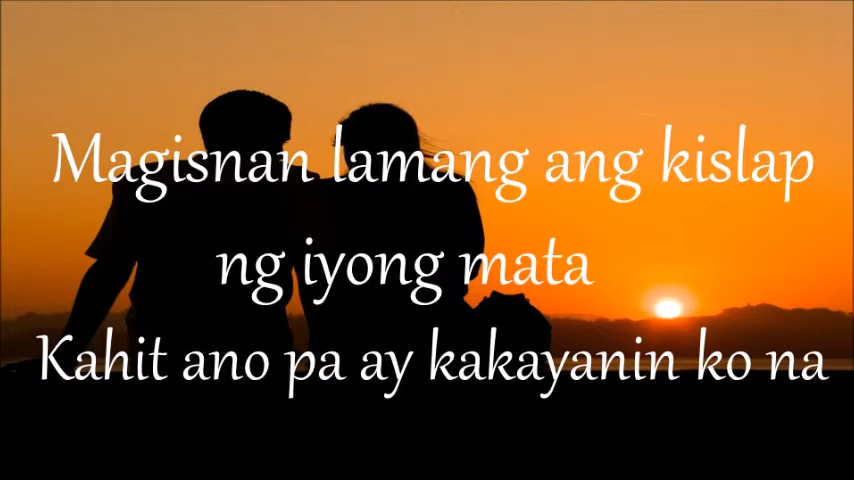 Magisnan lamang ang kislap
ng iyong mata
Kahit ano pa ay kakayanin ko na